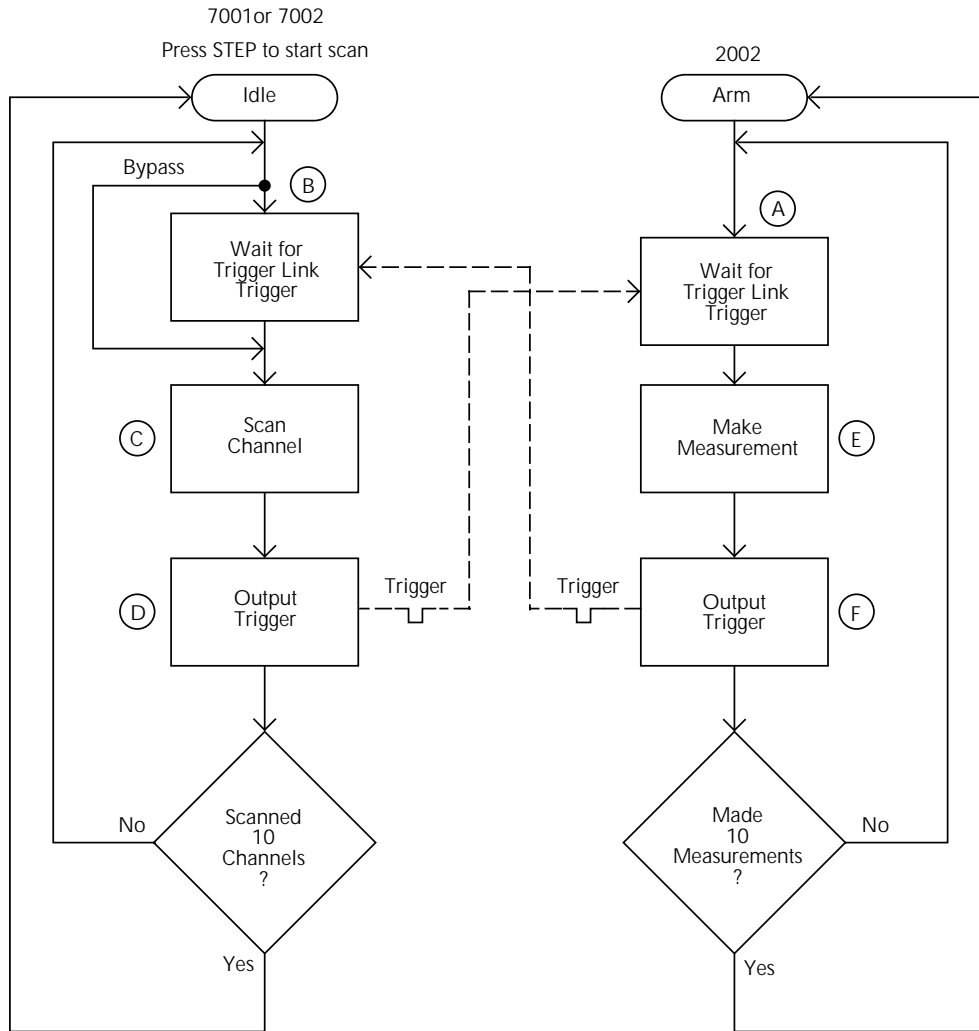 7001or 7002
Press STEP to start scan
Idle
Bypass
B
Wait for
Trigger Link
Trigger
C
Scan
Channel
D
Output
Trigger
Trigger
Scanned
10
Channels
?
No
Yes
2002
Arm
A
Wait for
Trigger Link
Trigger
Make
Measurement
E
Trigger
Output
Trigger
F
Made
10
Measurements
?
No
Yes